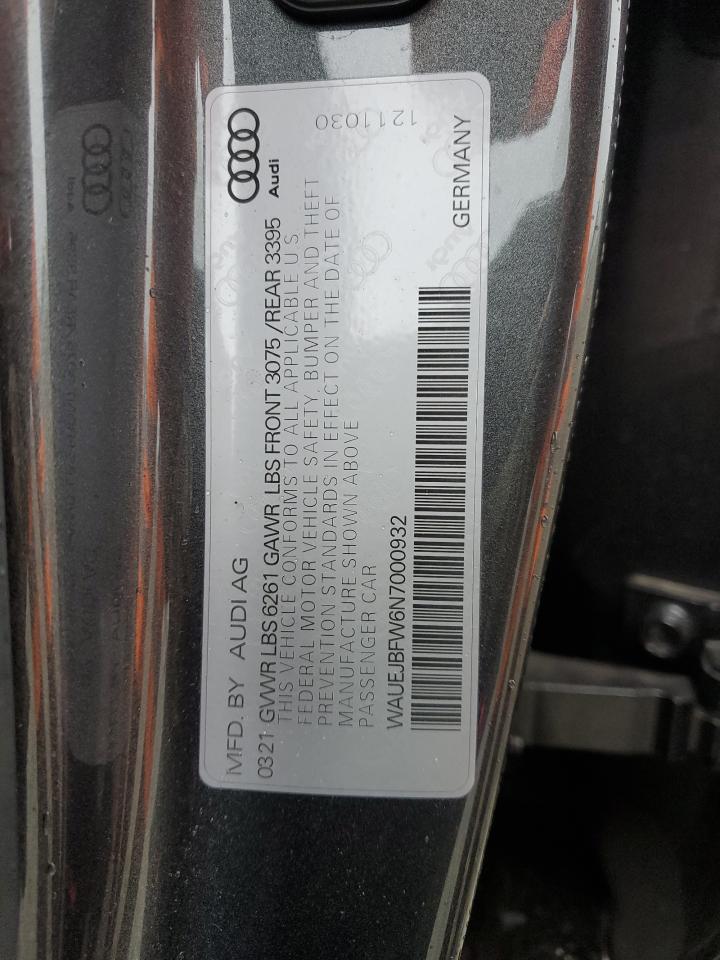 MFD. BY AUDI AG
Audi
0321 GVWR LBS 6261 GAWR LBS FRONT 3075 /REAR 3395
THIS VEHICLE CONFORMS TO ALL APPLICABLE U.S.
FEDERAL MOTOR VEHICLE SAFETY, BUMPER AND THEFT
PREVENTION STANDARDS IN EFFECT ON THE DATE OF
MANUFACTURE SHOWN ABOVE
PASSENGER CAR
1211030
WAUEJBFW6N7000932
GERMANY